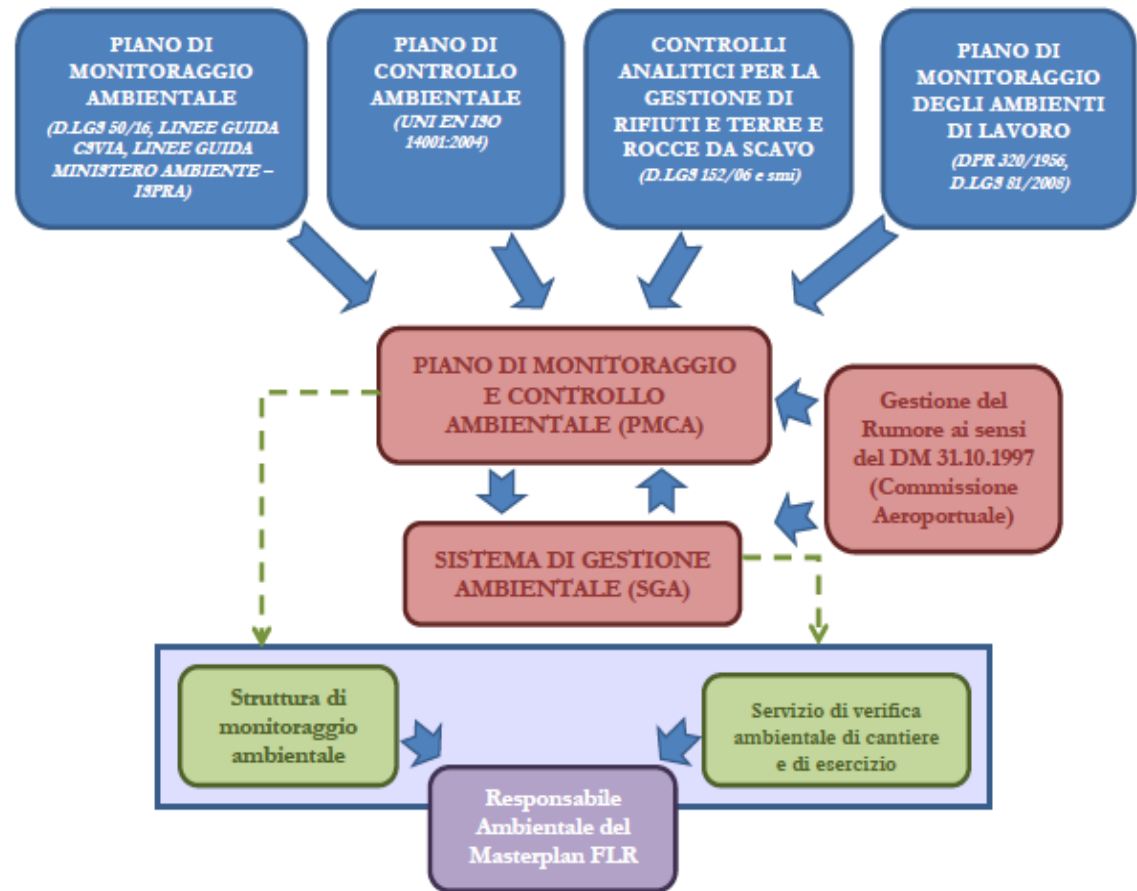 PIANO DI
MONITORAGGIO
AMBIENTALE
(D.LGS 50/16, LINEE GUIDA
CSVIA, LINEE GUIDA
MINISTERO AMBIENTE –
ISPRA)
PIANO DI
CONTROLLO
AMBIENTALE
(UNI EN ISO
14001:2004)
CONTROLLI
ANALITICI PER LA
GESTIONE DI
RIFIUTI E TERRE E
ROCCE DA SCAVO
(D.LGS 152/06 e smi)
PIANO DI
MONITORAGGIO
DEGLI AMBIENTI
DI LAVORO
(DPR 320/1956,
D.LGS 81/2008)
PIANO DI MONITORAGGIO
E CONTROLLO
AMBIENTALE (PMCA)
Gestione del
Rumore ai sensi
del DM 31.10.1997
(Commissione
Aeroportuale)
SISTEMA DI GESTIONE
AMBIENTALE (SGA)
Struttura di
monitoraggio
ambientale
Servizio di verifica
ambientale di cantiere
e di esercizio
Responsabile
Ambientale del
Masterplan FLR